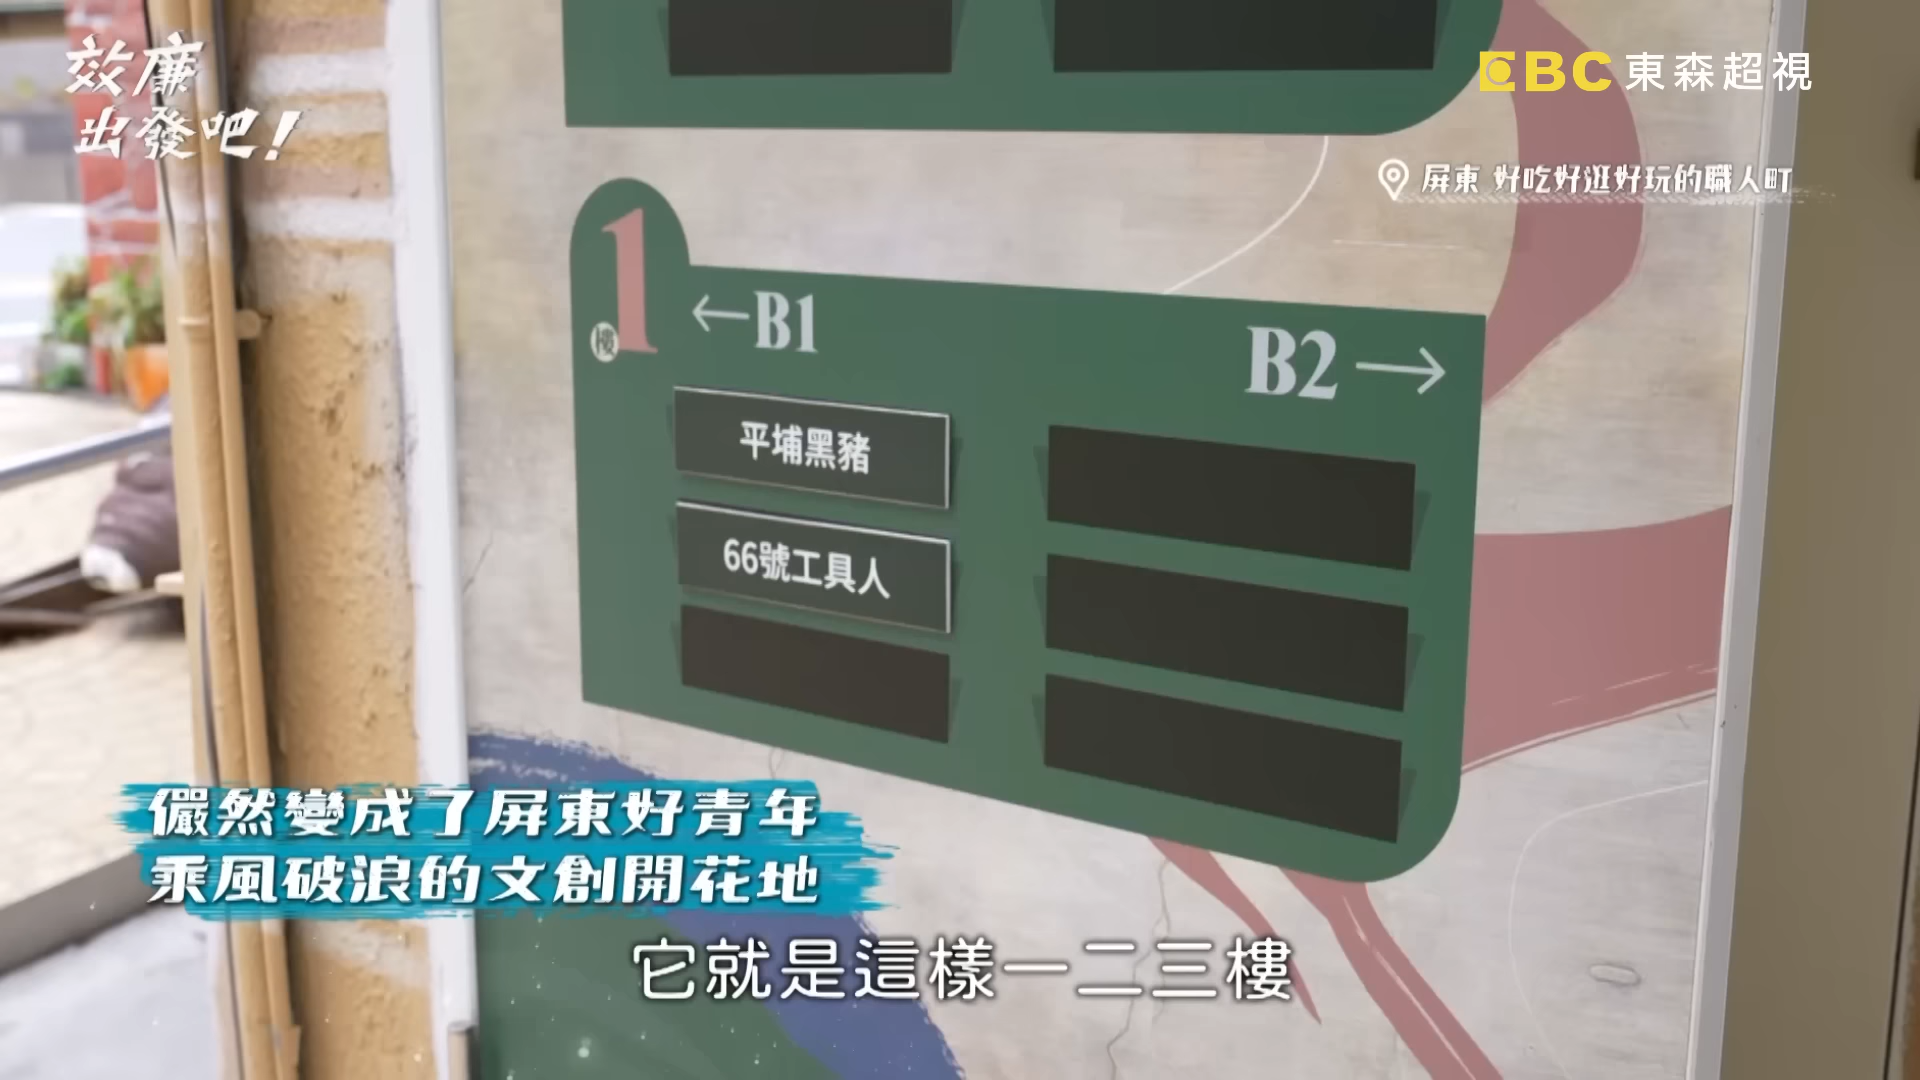 效廉
出發吧!
EBC 東森超視
屏東 好吃好逛好玩的職人町
1
樓
←B1
B2→
平埔黑豬
66號工具人
儼然變成了屏東好青年
乘風破浪的文創開花地
它就是這樣一二三樓